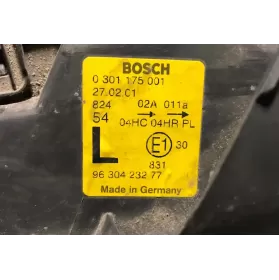 BOSCH
0 301 175 001
27.02.01
824 02A 011a
54 → →
04HC 04HR PL
L E1 30
831
96 304 232 77
Made in Germany